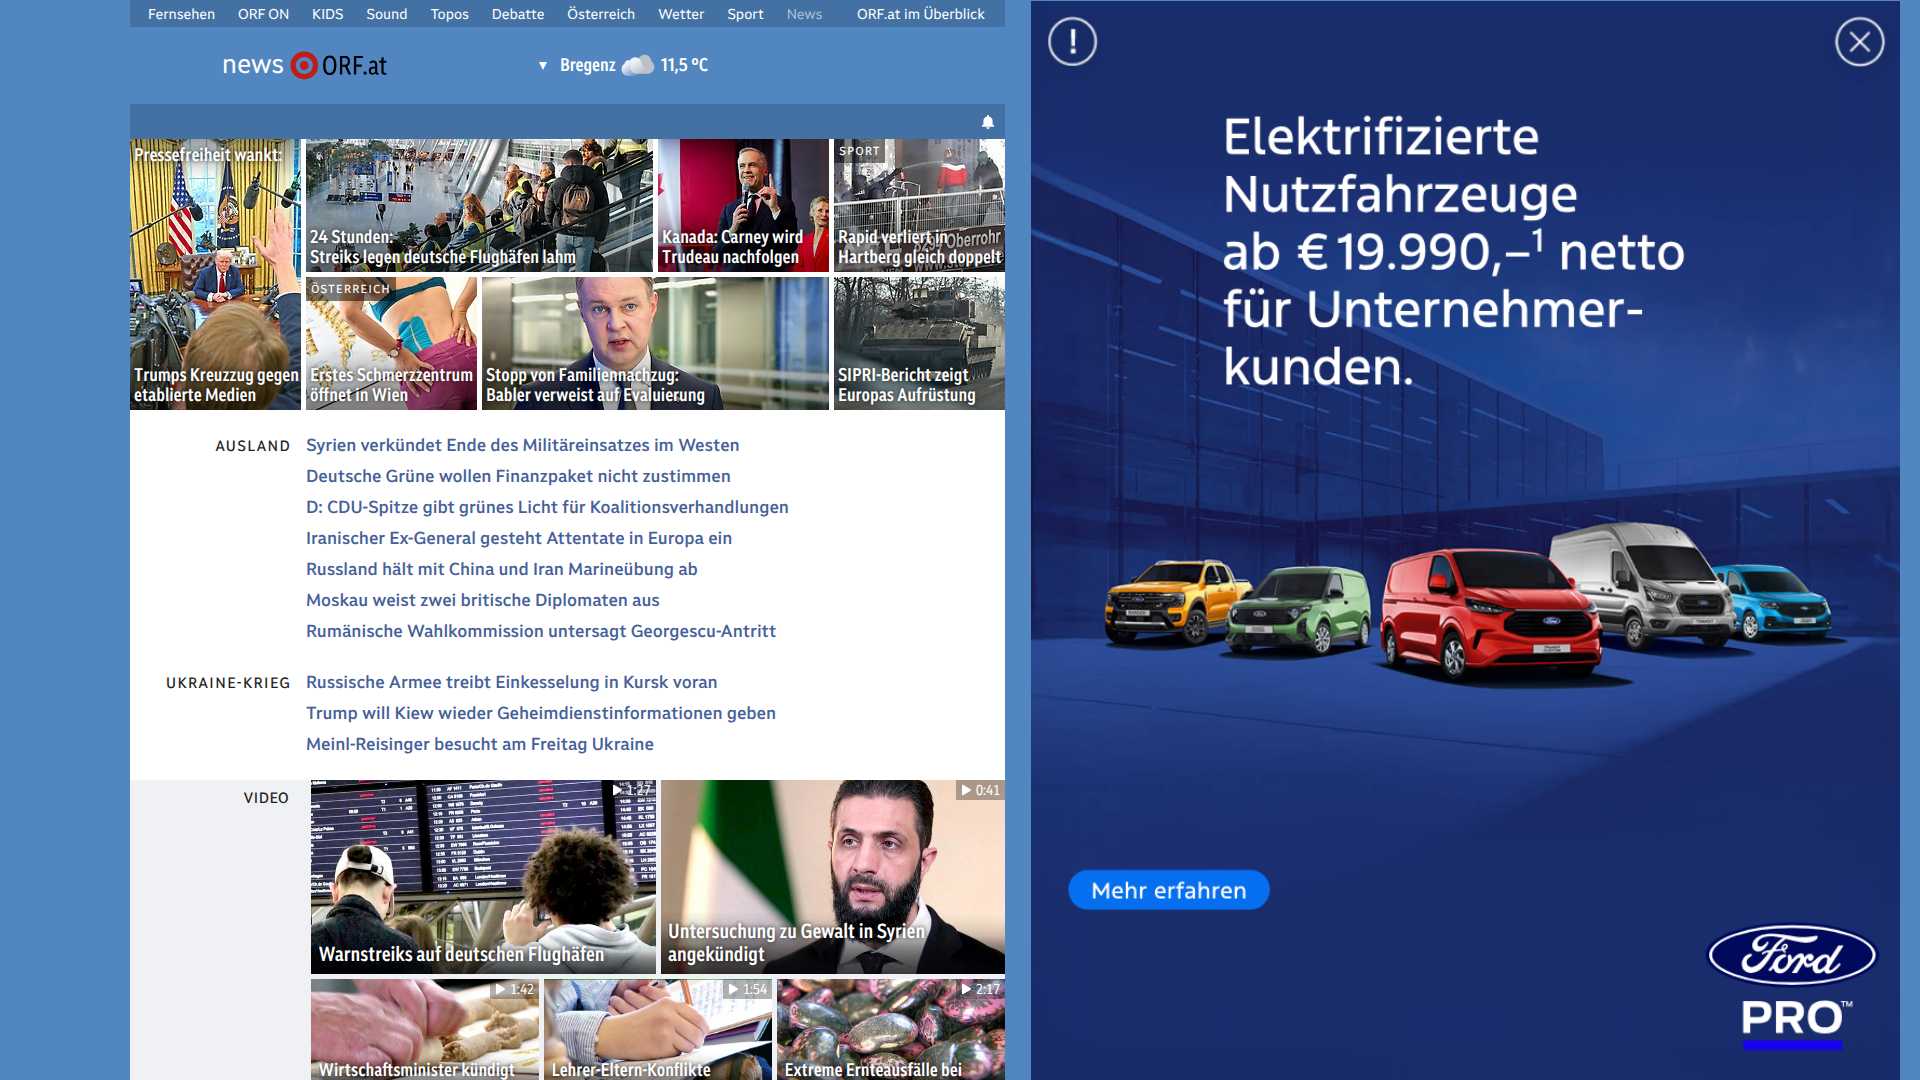 Fernsehen ORF ON KIDS Sound Topos Debatte Österreich Wetter Sport News ORF.at im Überblick
news ORF.at
Bregenz 11,5 °C
Pressefreiheit wankt:
Trumps Kreuzzug gegen
etablierte Medien
24 Stunden:
Streiks legen deutsche Flughäfen lahm
Kanada: Carney wird
Trudeau nachfolgen
SPORT
Rapid verliert in
Hartberg gleich doppelt
ÖSTERREICH
Erstes Schmerzzentrum
öffnet in Wien
Stopp von Familiennachzug:
Babler verweist auf Evaluierung
SIPRI-Bericht zeigt
Europas Aufrüstung
AUSLAND
Syrien verkündet Ende des Militäreinsatzes im Westen
Deutsche Grüne wollen Finanzpaket nicht zustimmen
D: CDU-Spitze gibt grünes Licht für Koalitionsverhandlungen
Iranischer Ex-General gesteht Attentate in Europa ein
Russland hält mit China und Iran Marineübung ab
Moskau weist zwei britische Diplomaten aus
Rumänische Wahlkommission untersagt Georgescu-Antritt
UKRAINE-KRIEG
Russische Armee treibt Einkesselung in Kursk voran
Trump will Kiew wieder Geheimdienstinformationen geben
Meinl-Reisinger besucht am Freitag Ukraine
VIDEO
1:27
Warnstreiks auf deutschen Flughäfen
0:41
Untersuchung zu Gewalt in Syrien
angekündigt
1:42
Wirtschaftsminister kündigt
1:54
Lehrer-Eltern-Konflikte
2:17
Extreme Ernteausfälle bei
Elektrifizierte
Nutzfahrzeuge
ab € 19.990,–¹ netto
für Unternehmer-
kunden.
Mehr erfahren
Ford
PRO™